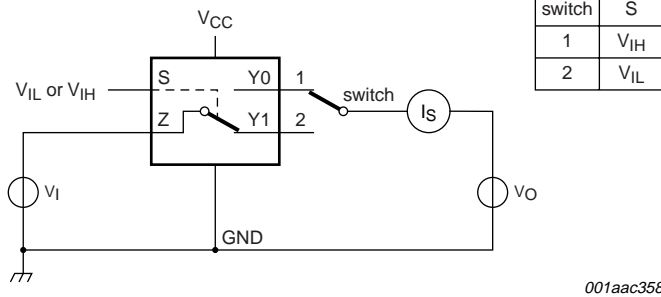 VCC
switch S
1 VIH
2 VIL
S Y0 1
switch
VIL or VIH
Z Y1 2
IS
VI
VO
GND
001aac358